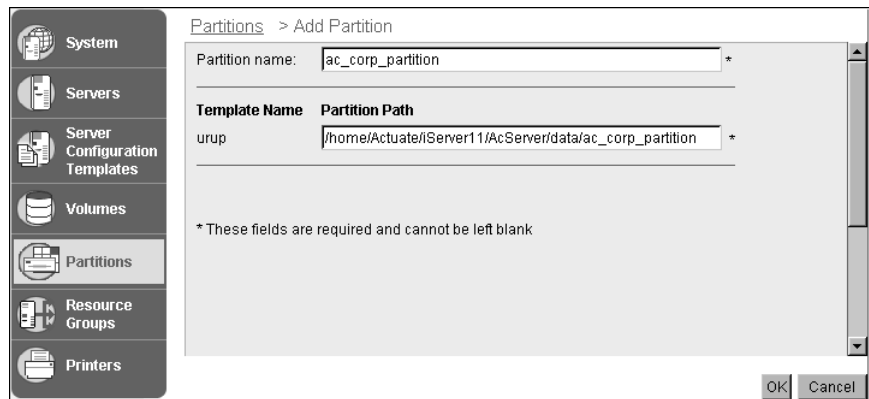 System
Servers
Server
Configuration
Templates
Volumes
Partitions
Resource
Groups
Printers
Partitions > Add Partition
Partition name: ac_corp_partition *
Template Name Partition Path
urup /home/Actuate/iServer11/AcServer/data/ac_corp_partition *
* These fields are required and cannot be left blank
OK Cancel